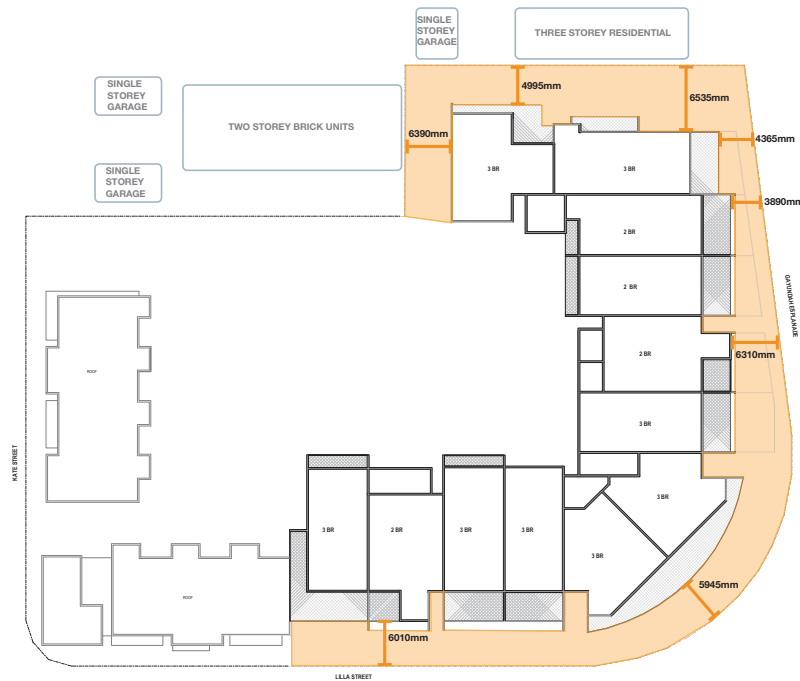 SINGLE
STOREY
GARAGE
THREE STOREY RESIDENTIAL
SINGLE
STOREY
GARAGE
TWO STOREY BRICK UNITS
SINGLE
STOREY
GARAGE
4995mm
6535mm
6390mm
4365mm
3890mm
3 BR
3 BR
2 BR
2 BR
GAYUNDAH ESPLANADE
6310mm
2 BR
3 BR
ROOF
KATE STREET
3 BR
3 BR
2 BR
3 BR
3 BR
3 BR
5945mm
ROOF
6010mm
LILLA STREET